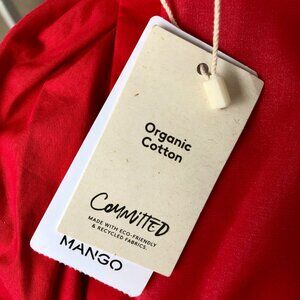 Organic
Cotton
COMMITTED
MADE WITH ECO-FRIENDLY
& RECYCLED FABRICS.
MANGO